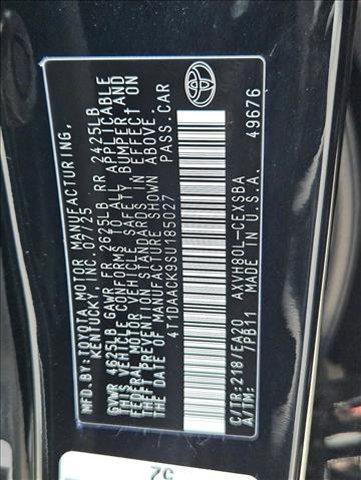 MFD.BY:TOYOTA MOTOR MANUFACTURING,
KENTUCKY, INC. 07/25
GVWR 4625LB GAWR FR 2625LB RR 2425LB
THIS VEHICLE CONFORMS TO ALL APPLICABLE
FEDERAL MOTOR VEHICLE SAFETY, BUMPER AND
THEFT PREVENTION STANDARDS IN EFFECT ON
THE DATE OF MANUFACTURE SHOWN ABOVE.
4T1DAACK9SU185027 PASS.CAR
C/TR:218/EA20 AXVH80L-CEXSBA
A/TM: -/PB11 MADE IN U.S.A. 49676